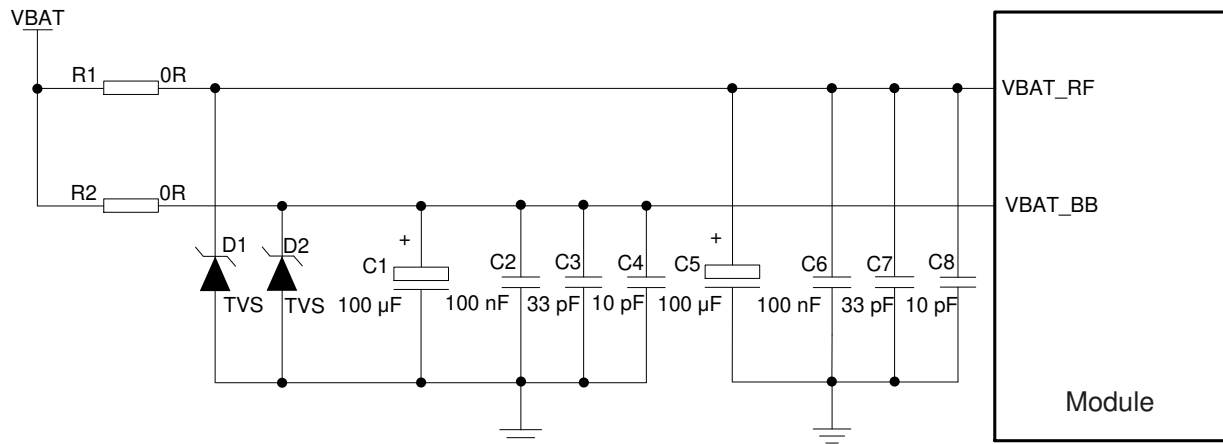 VBAT
R1 0R
VBAT_RF
R2 0R
VBAT_BB
D1 D2
+ +
C1 C2 C3 C4 C5 C6 C7 C8
TVS TVS 100 µF 100 nF 33 pF 10 pF 100 µF 100 nF 33 pF 10 pF
Module